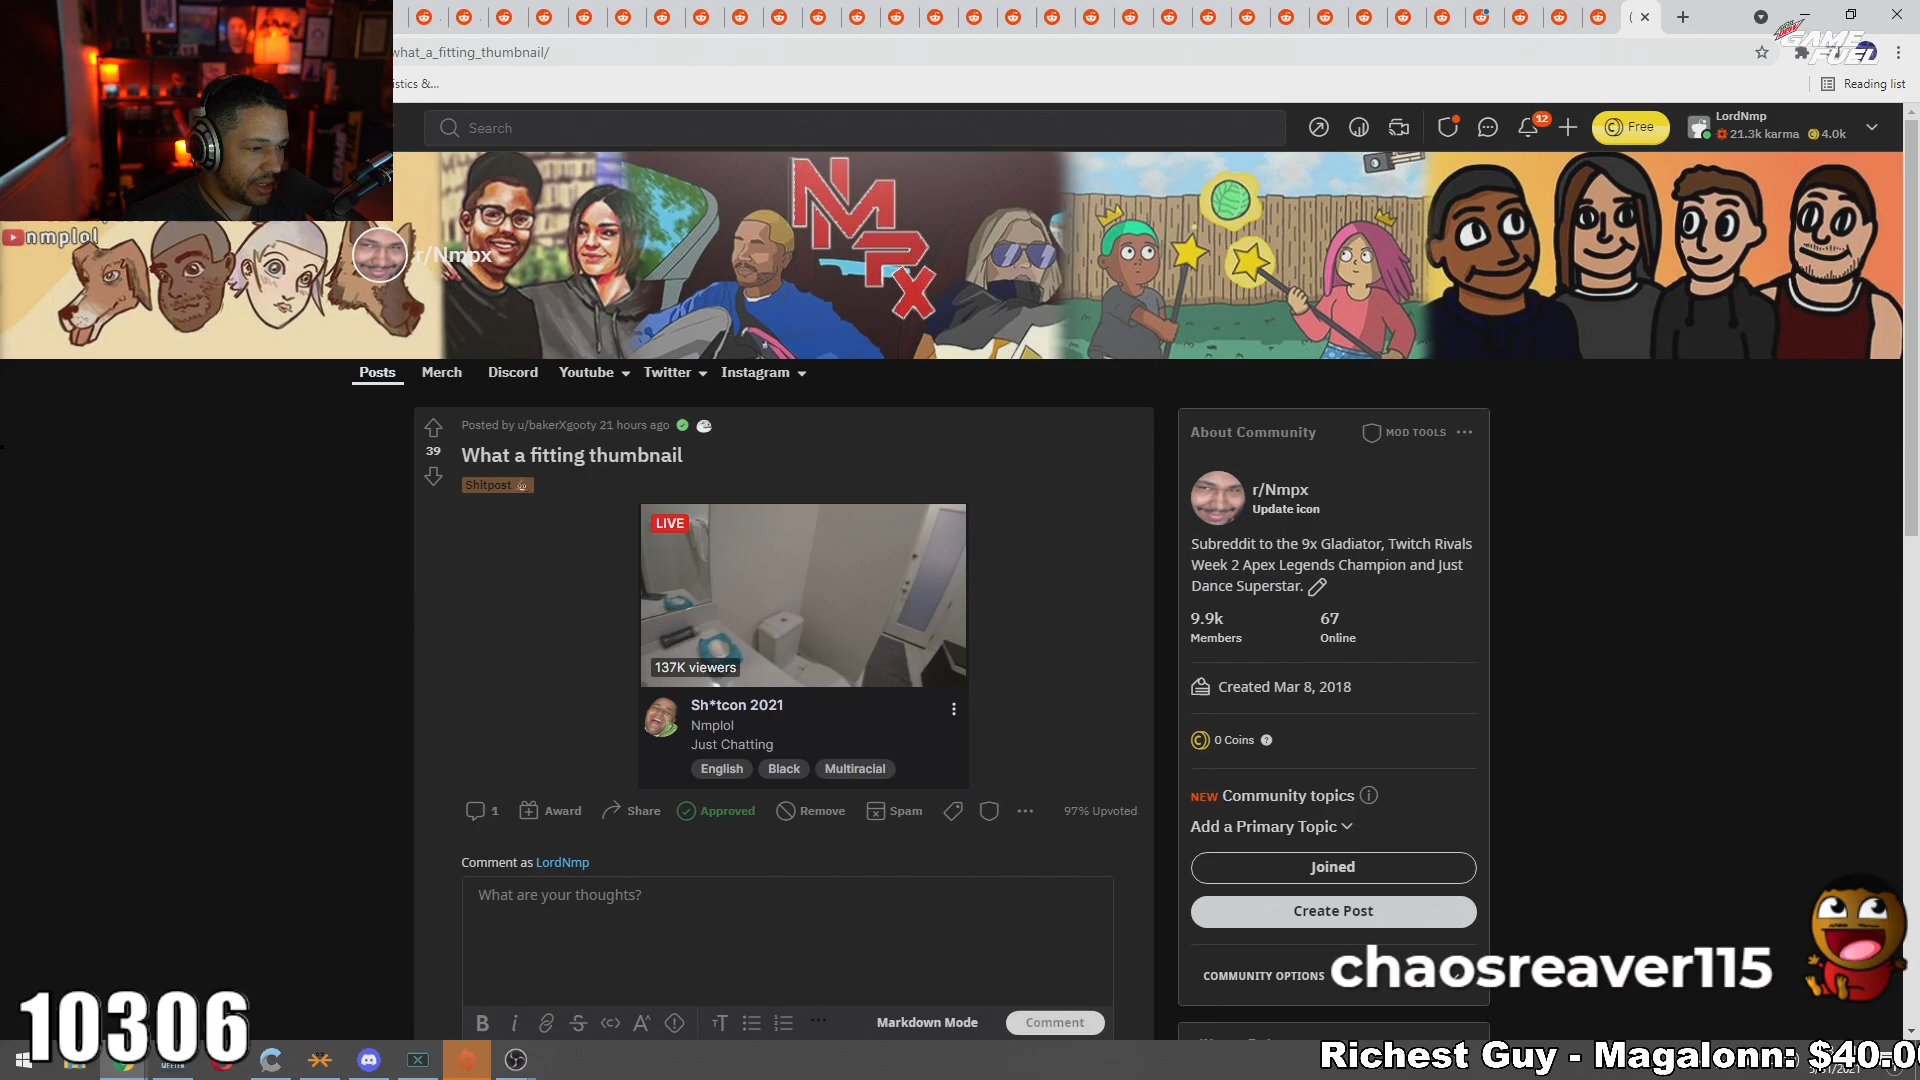 what_a_fitting_thumbnail/
GAME FUEL
istics &...
Reading list
Search
12
Free
LordNmp
21.3k karma
4.0k
nmplol
r/Nmpx
NMPX
Posts
Merch
Discord
Youtube
Twitter
Instagram
Posted by u/bakerXgooty 21 hours ago
39
What a fitting thumbnail
Shitpost
LIVE
137K viewers
Sh*tcon 2021
Nmplol
Just Chatting
English
Black
Multiracial
1
Award
Share
Approved
Remove
Spam
97% Upvoted
Comment as LordNmp
What are your thoughts?
Markdown Mode
Comment
About Community
MOD TOOLS
r/Nmpx
Update icon
Subreddit to the 9x Gladiator, Twitch Rivals
Week 2 Apex Legends Champion and Just
Dance Superstar.
9.9k
Members
67
Online
Created Mar 8, 2018
0 Coins
NEW Community topics
Add a Primary Topic
Joined
Create Post
COMMUNITY OPTIONS
chaosreaver115
10306
Richest Guy - Magalonn: $40.0